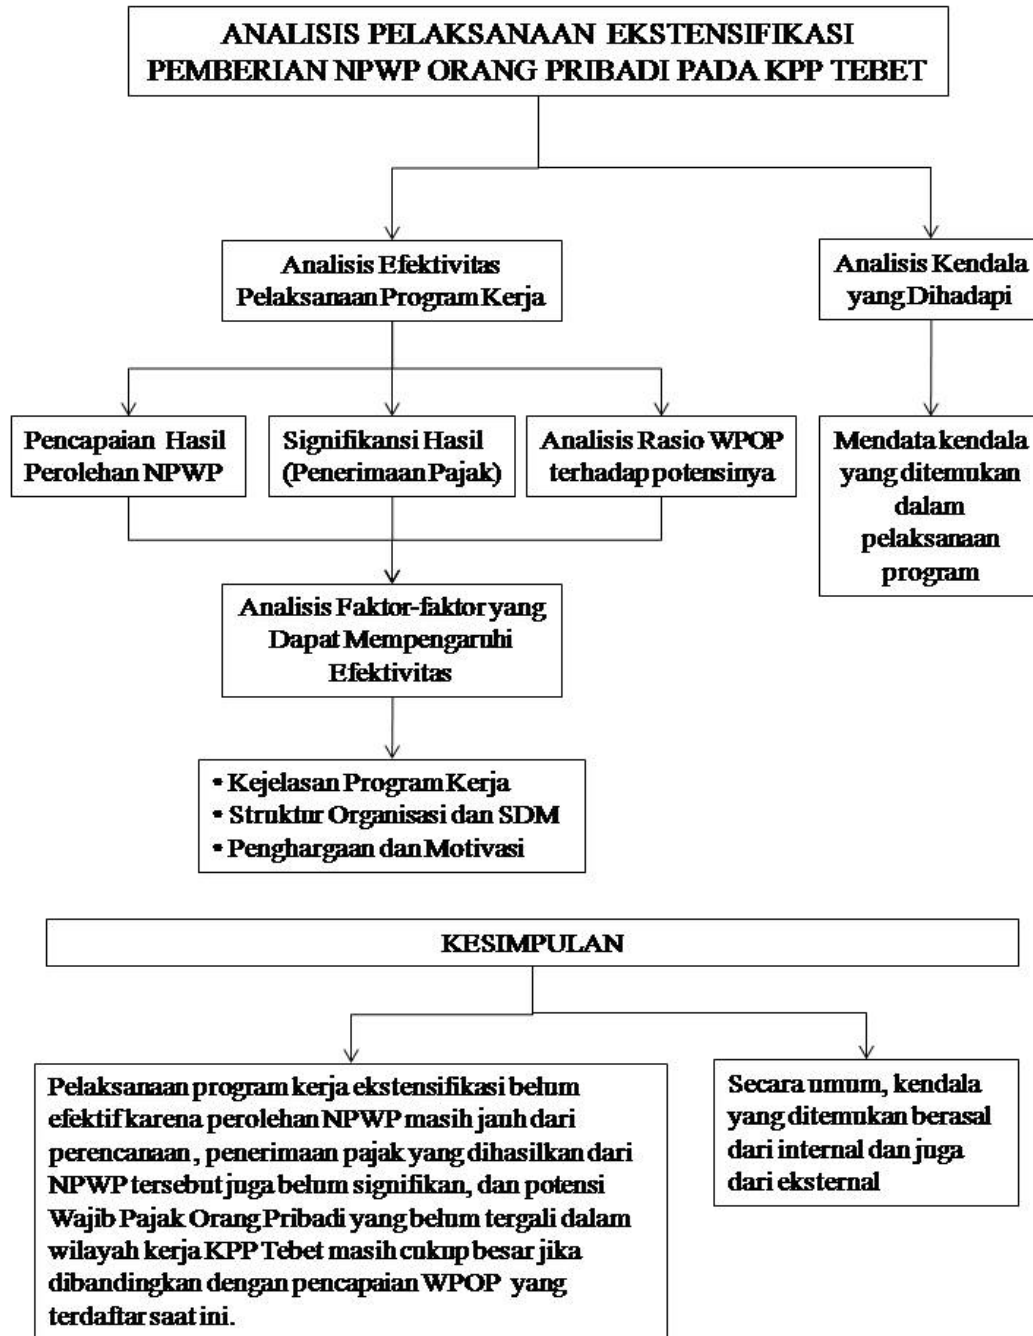 ANALISIS PELAKSANAAN EKSTENSIFIKASI
PEMBERIAN NPWP ORANG PRIBADI PADA KPP TEBET
Analisis Efektivitas
Pelaksanaan Program Kerja
Analisis Kendala
yang Dihadapi
Pencapaian Hasil
Perolehan NPWP
Signifikansi Hasil
(Penerimaan Pajak)
Analisis Rasio WPOP
terhadap potensinya
Mendata kendala
yang ditemukan
dalam
pelaksanaan
program
Analisis Faktor-faktor yang
Dapat Mempengaruhi
Efektivitas
• Kejelasan Program Kerja
• Struktur Organisasi dan SDM
• Penghargaan dan Motivasi
KESIMPULAN
Pelaksanaan program kerja ekstensifikasi belum
efektif karena perolehan NPWP masih jauh dari
perencanaan, penerimaan pajak yang dihasilkan dari
NPWP tersebut juga belum signifikan, dan potensi
Wajib Pajak Orang Pribadi yang belum tergali dalam
wilayah kerja KPP Tebet masih cukup besar jika
dibandingkan dengan pencapaian WPOP yang
terdaftar saat ini.
Secara umum, kendala
yang ditemukan berasal
dari internal dan juga
dari eksternal